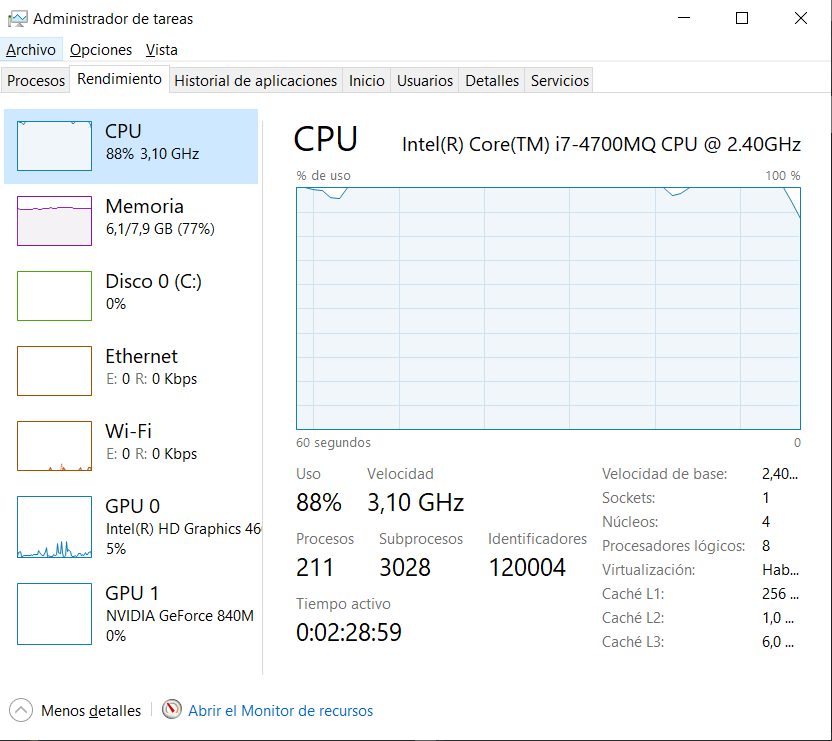 Administrador de tareas
Archivo Opciones Vista
Procesos Rendimiento Historial de aplicaciones Inicio Usuarios Detalles Servicios
CPU
88% 3,10 GHz
Memoria
6,1/7,9 GB (77%)
Disco 0 (C:)
0%
Ethernet
E: 0 R: 0 Kbps
Wi-Fi
E: 0 R: 0 Kbps
GPU 0
Intel(R) HD Graphics 46
5%
GPU 1
NVIDIA GeForce 840M
0%
CPU Intel(R) Core(TM) i7-4700MQ CPU @ 2.40GHz
% de uso 100 %
60 segundos 0
Uso Velocidad
88% 3,10 GHz
Procesos Subprocesos Identificadores
211 3028 120004
Tiempo activo
0:02:28:59
Velocidad de base: 2,40...
Sockets: 1
Núcleos: 4
Procesadores lógicos: 8
Virtualización: Hab...
Caché L1: 256 ...
Caché L2: 1,0 ...
Caché L3: 6,0 ...
Menos detalles Abrir el Monitor de recursos